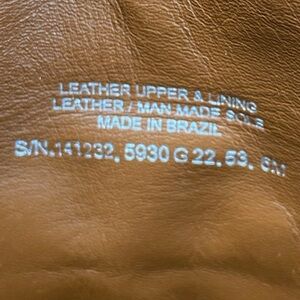 LEATHER UPPER & LINING
LEATHER / MAN MADE SOLE
MADE IN BRAZIL
S/N.141232. 5930 G 22. 53. 6M